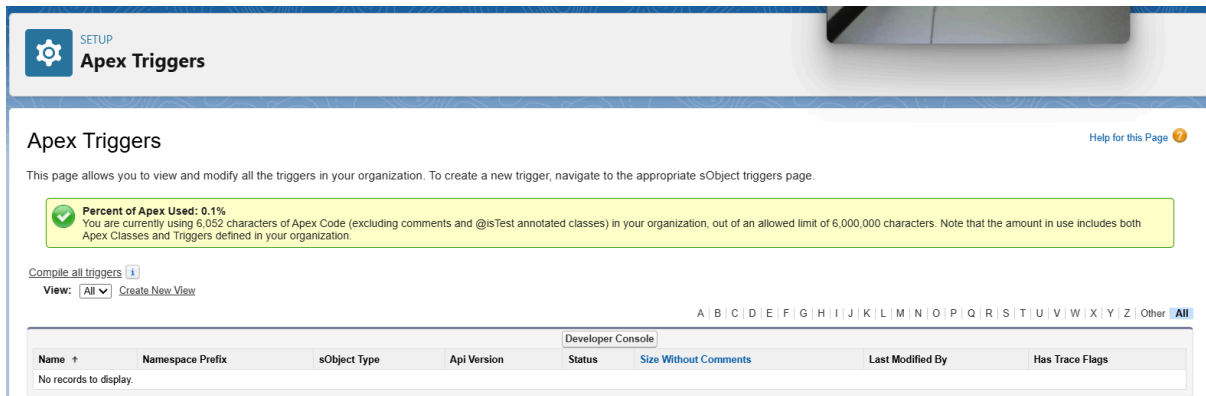 SETUP
Apex Triggers
Apex Triggers
Help for this Page ?
This page allows you to view and modify all the triggers in your organization. To create a new trigger, navigate to the appropriate sObject triggers page.
Percent of Apex Used: 0.1%
You are currently using 6,052 characters of Apex Code (excluding comments and @isTest annotated classes) in your organization, out of an allowed limit of 6,000,000 characters. Note that the amount in use includes both
Apex Classes and Triggers defined in your organization.
Compile all triggers i
View: All Create New View
A | B | C | D | E | F | G | H | I | J | K | L | M | N | O | P | Q | R | S | T | U | V | W | X | Y | Z | Other All
Developer Console
Name ↑ Namespace Prefix sObject Type Api Version Status Size Without Comments Last Modified By Has Trace Flags
No records to display.